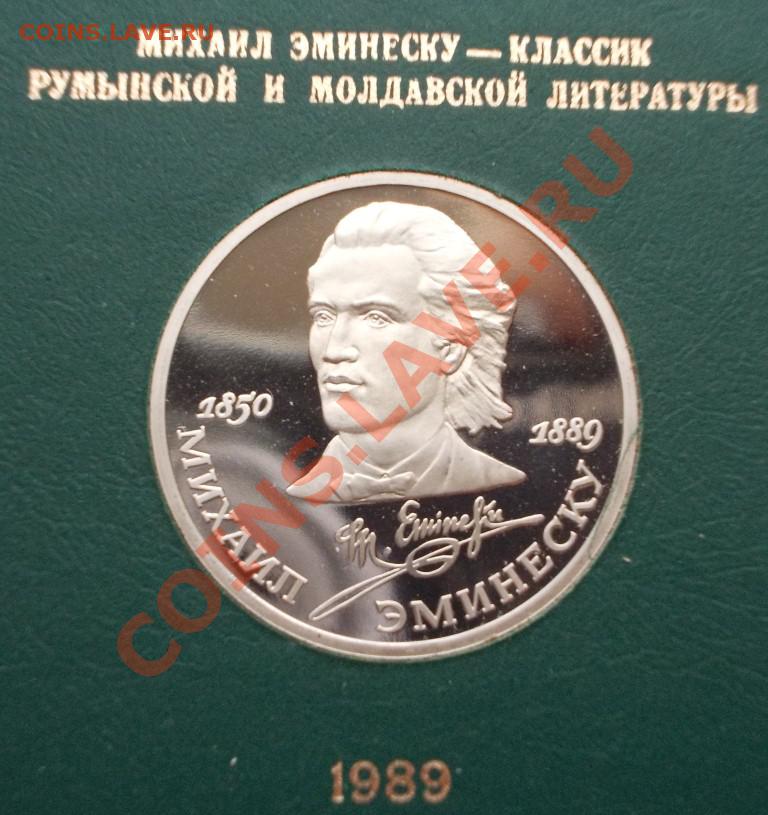 COINS.LAVE.RU
МИХАИЛ ЭМИНЕСКУ — КЛАССИК
РУМЫНСКОЙ И МОЛДАВСКОЙ ЛИТЕРАТУРЫ
1850
1889
M. Eminescu
МИХАИЛ ЭМИНЕСКУ
COINS.LAVE.RU
1989